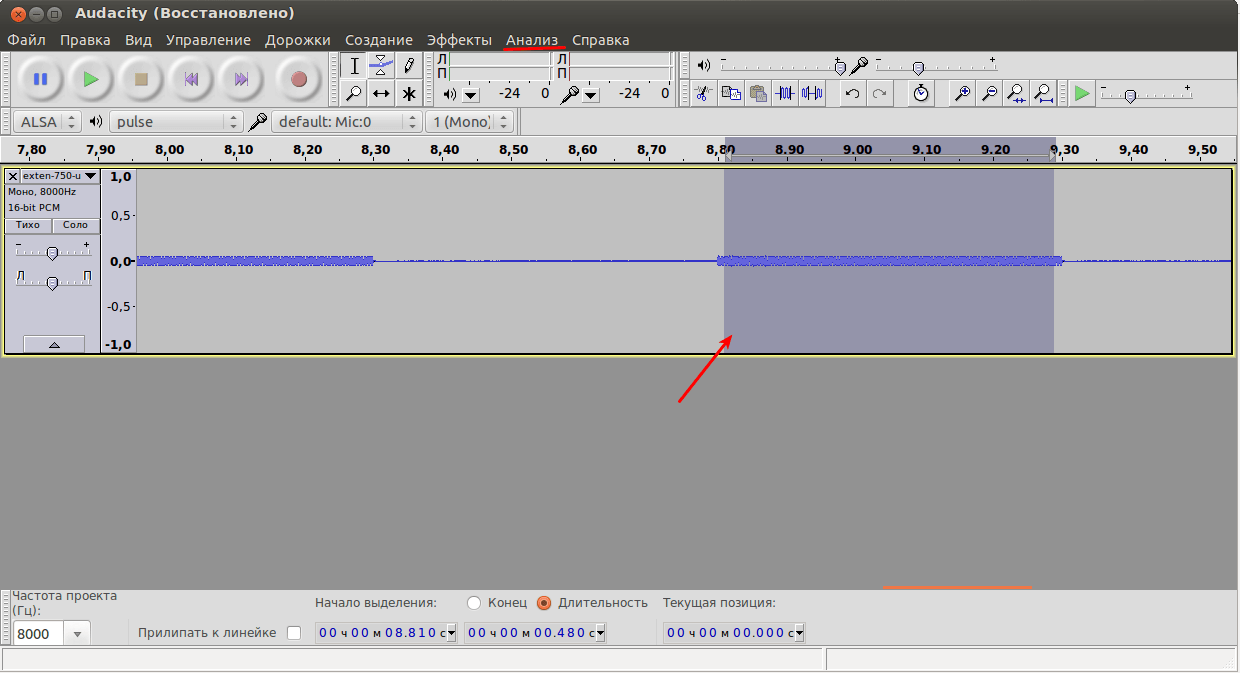 Audacity (Восстановлено)
Файл Правка Вид Управление Дорожки Создание Эффекты Анализ Справка
Л Л
П П
-24 0 -24 0
ALSA pulse default: Mic:0 1 (Mono)
7,80 7,90 8,00 8,10 8,20 8,30 8,40 8,50 8,60 8,70 8,80 8,90 9,00 9,10 9,20 9,30 9,40 9,50
exten-750-u
Моно, 8000Hz
16-bit PCM
Тихо Соло
- +
Л П
1,0
0,5-
0,0-
-0,5-
-1,0
Частота проекта
(Гц):
8000
Прилипать к линейке
Начало выделения: Конец Длительность Текущая позиция:
00 ч 00 м 08.810 с 00 ч 00 м 00.480 с 00 ч 00 м 00.000 с